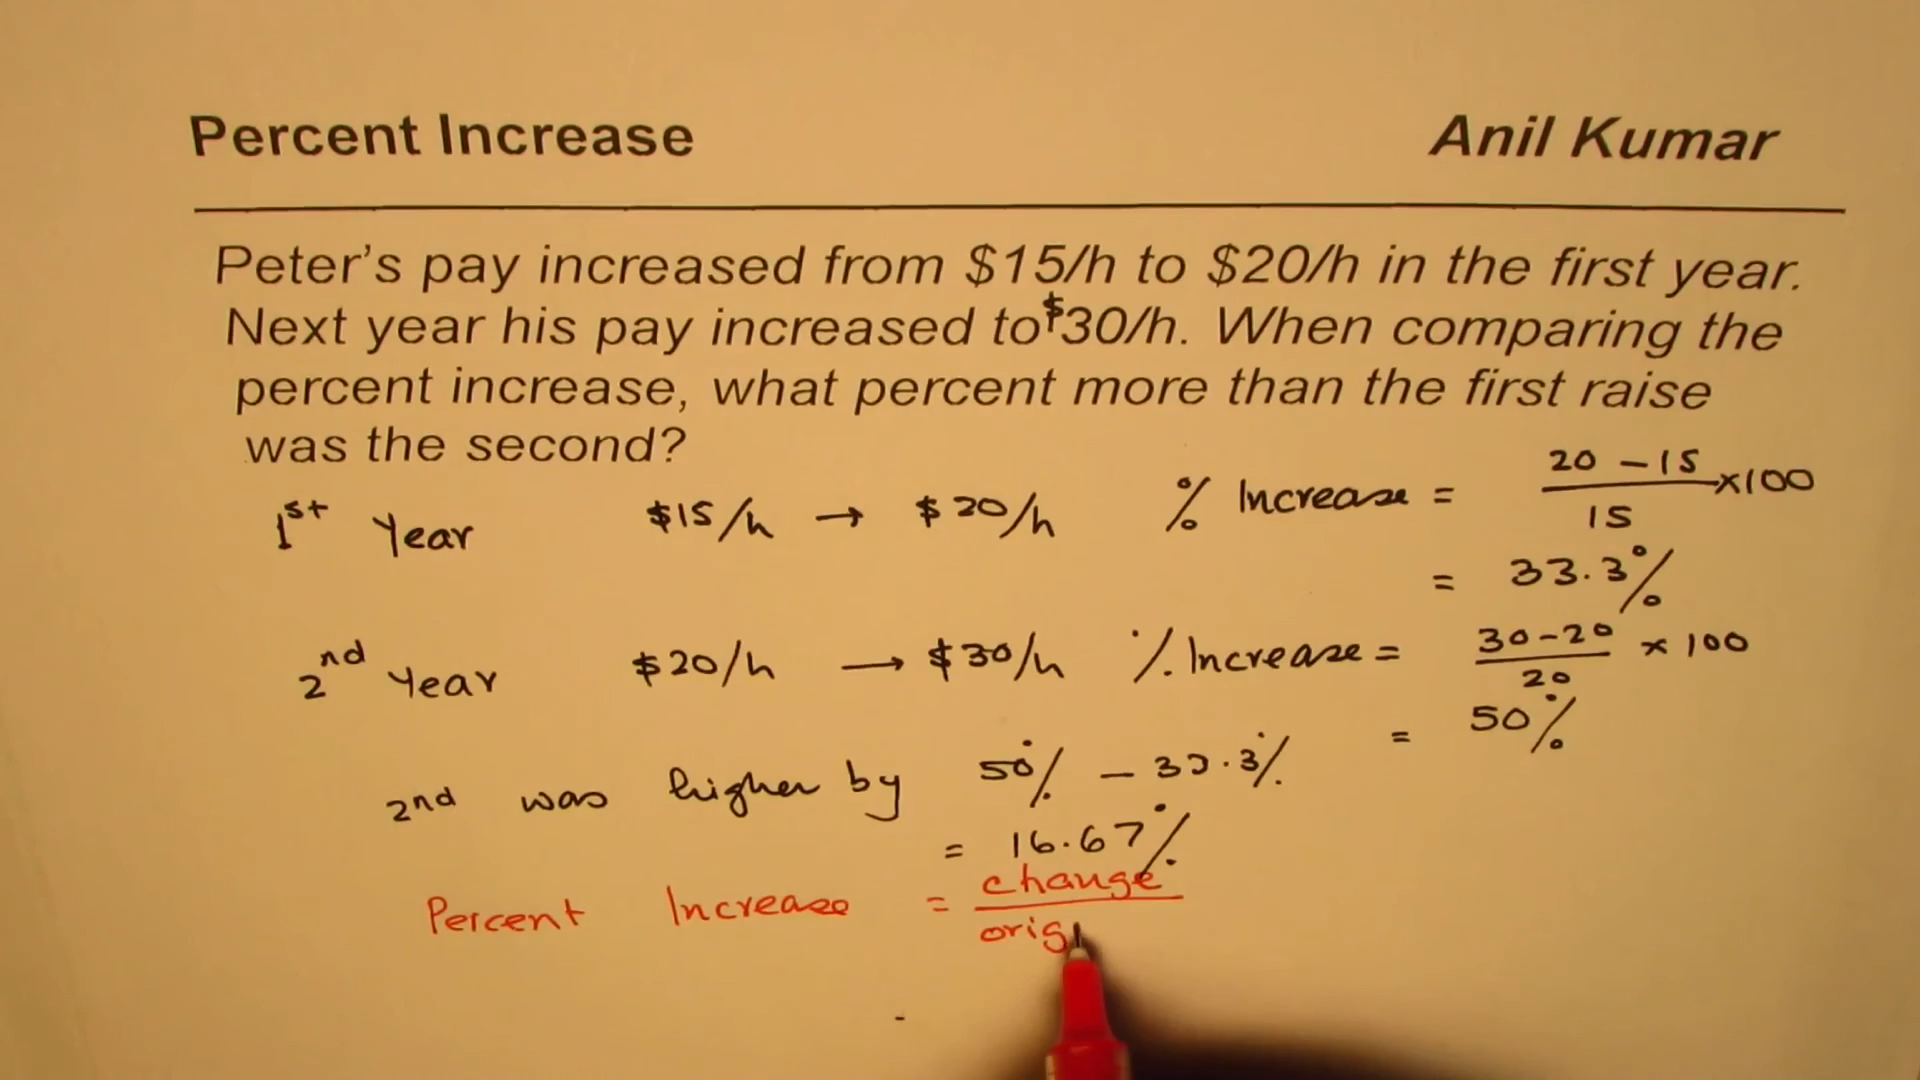 Percent Increase Anil Kumar
Peter's pay increased from $15/h to $20/h in the first year.
Next year his pay increased to $30/h. When comparing the
percent increase, what percent more than the first raise
was the second?
1st Year $15/h → $20/h % Increase = 20 - 15 / 15 ×100
= 33.3%
2nd Year $20/h → $30/h % Increase = 30-20 / 20 × 100
= 50%
2nd was higher by 50% - 33.3%
= 16.67%
Percent Increase = change / orig